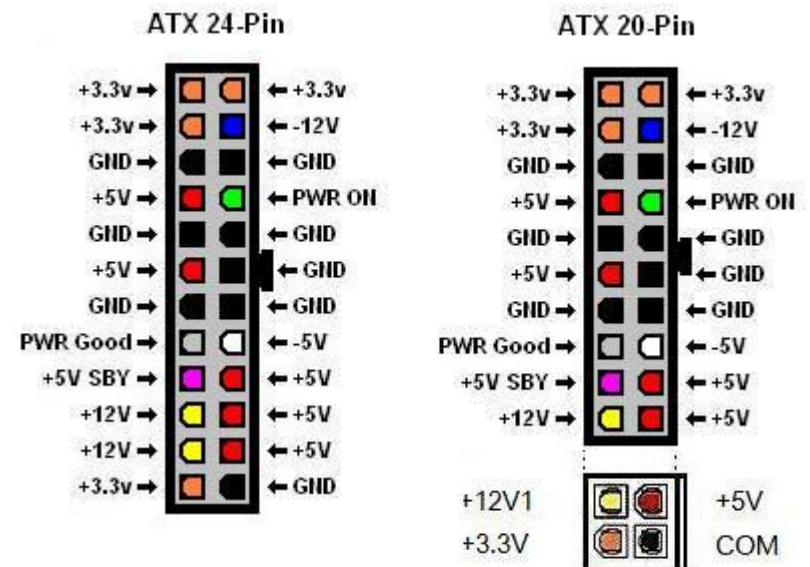 ATX 24-Pin
+3.3v +3.3v
+3.3v -12V
GND GND
+5V PWR ON
GND GND
+5V GND
GND GND
PWR Good -5V
+5V SBY +5V
+12V +5V
+12V +5V
+3.3v GND
ATX 20-Pin
+3.3v +3.3v
+3.3v -12V
GND GND
+5V PWR ON
GND GND
+5V GND
GND GND
PWR Good -5V
+5V SBY +5V
+12V +5V
+12V1 +5V
+3.3V COM